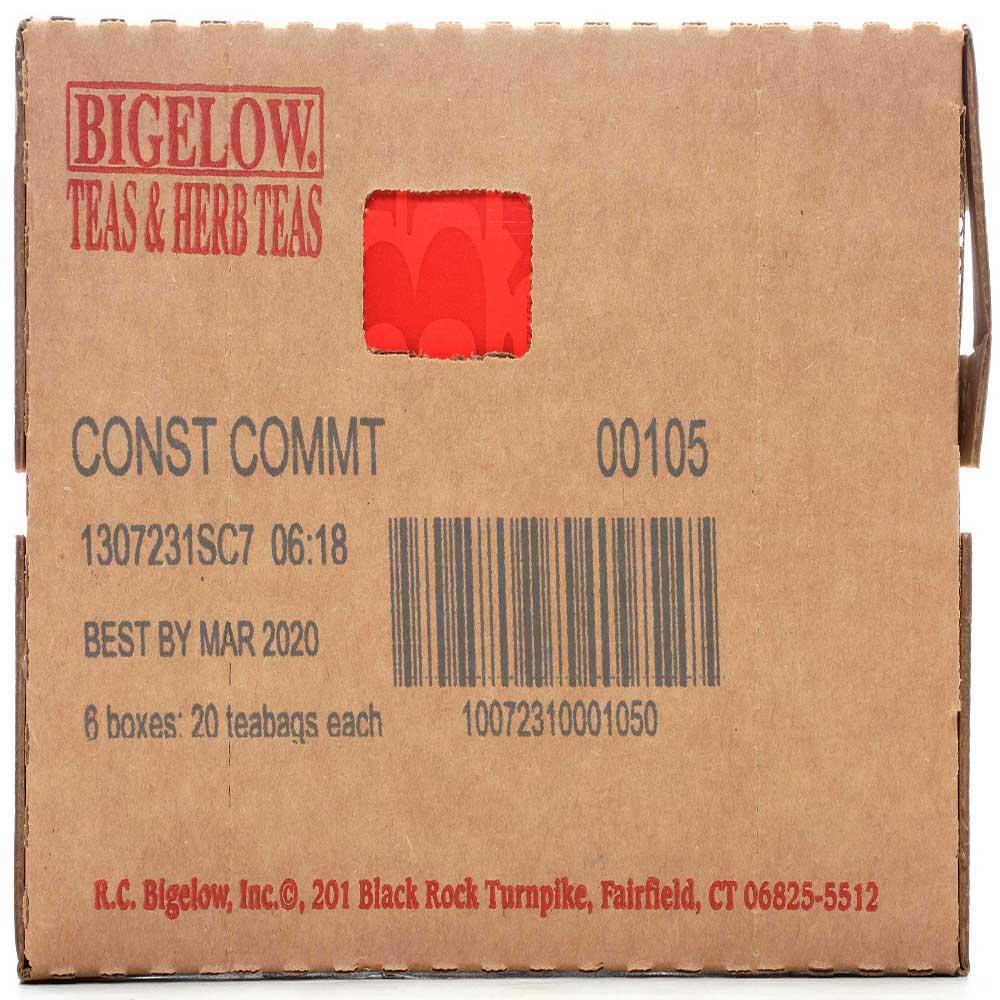 BIGELOW.
TEAS & HERB TEAS
CONST COMMT 00105
1307231SC7 06:18
BEST BY MAR 2020
6 boxes: 20 teabags each
10072310001050
R.C. Bigelow, Inc.©, 201 Black Rock Turnpike, Fairfield, CT 06825-5512